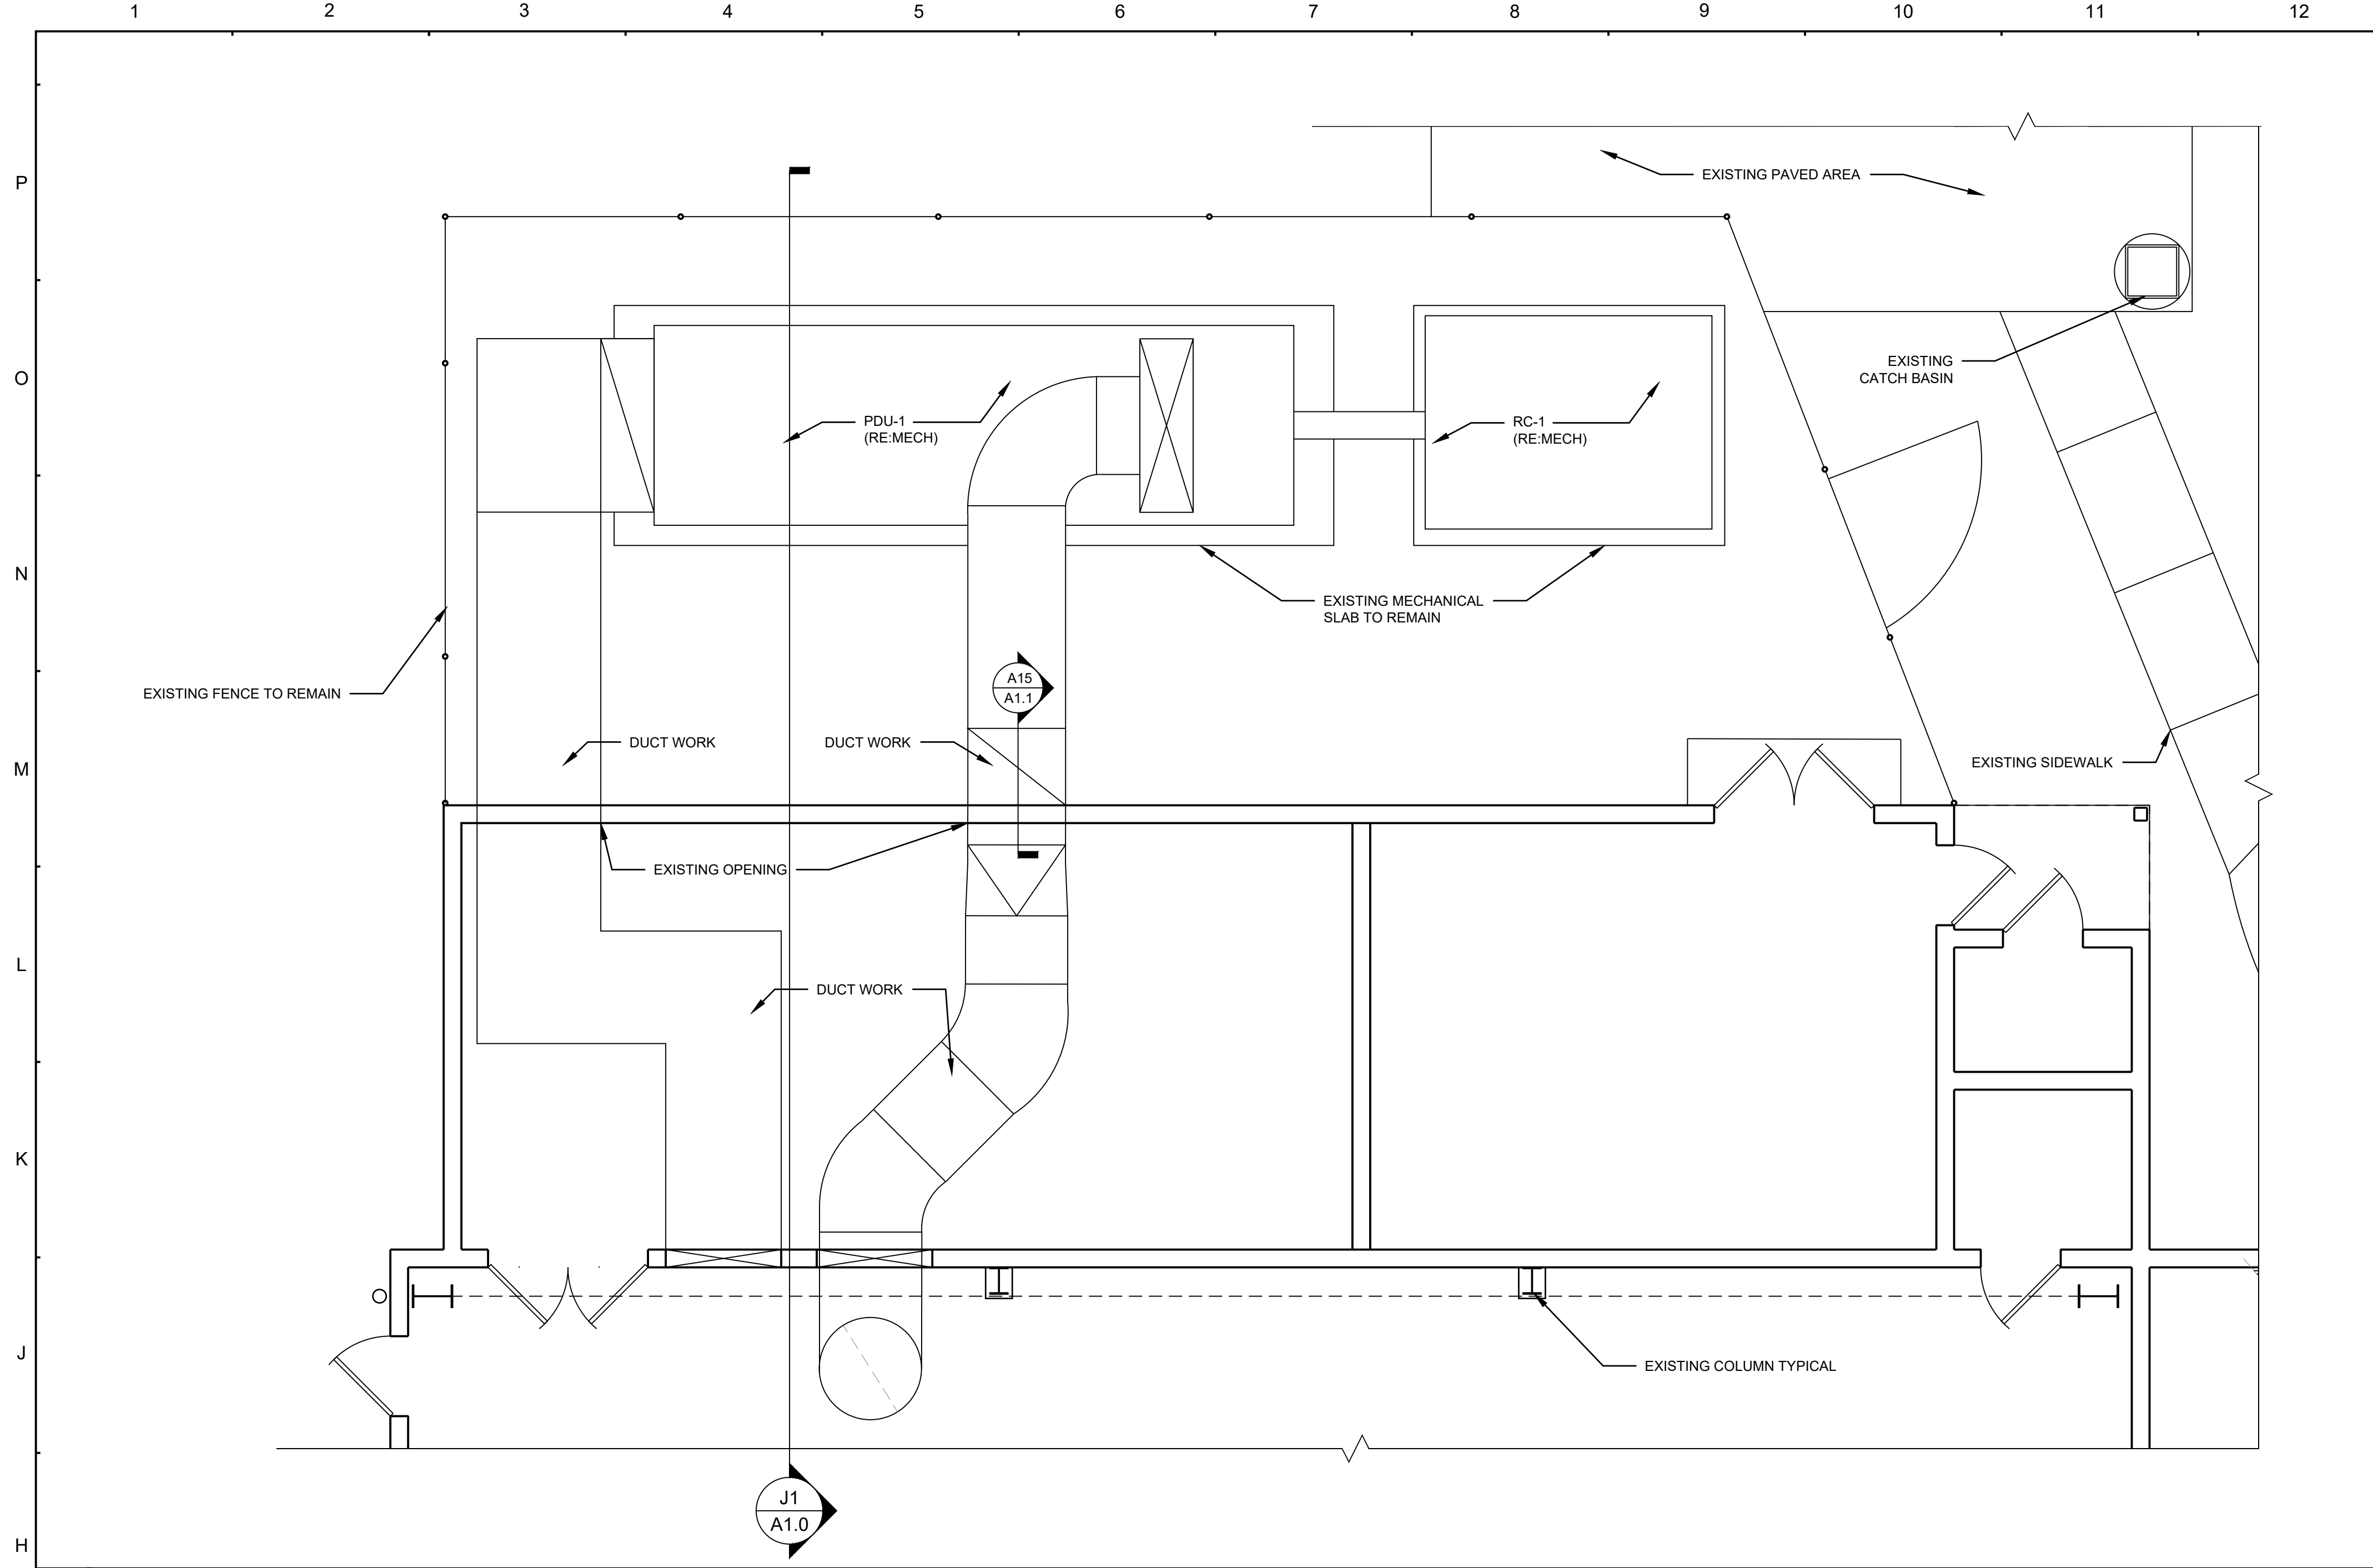 1 2 3 4 5 6 7 8 9 10 11 12
P
EXISTING PAVED AREA
EXISTING
CATCH BASIN
O
PDU-1
(RE:MECH)
RC-1
(RE:MECH)
N
EXISTING MECHANICAL
SLAB TO REMAIN
A15
A1.1
EXISTING FENCE TO REMAIN
DUCT WORK
DUCT WORK
M
EXISTING SIDEWALK
EXISTING OPENING
L
DUCT WORK
K
J
EXISTING COLUMN TYPICAL
J1
A1.0
H